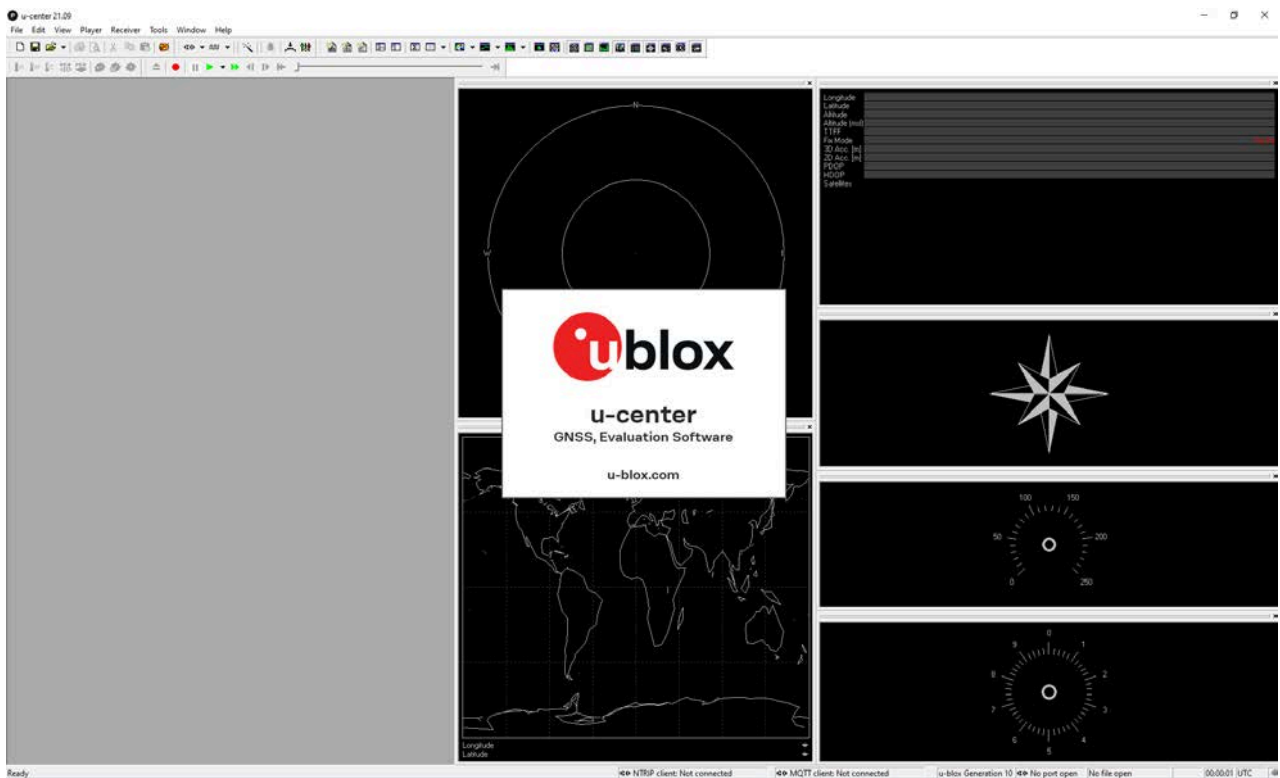 u-center 21.09
File Edit View Player Receiver Tools Window Help
N
W
Longitude
Latitude
Altitude
Altitude (msl)
TTFF
Fix Mode
3D Acc. [m]
2D Acc. [m]
PDOP
HDOP
Satellites
ublox
u-center
GNSS, Evaluation Software
u-blox.com
100 150
50 200
0 250
0
9 1
8 2
7 3
6 4
5
Longitude
Latitude
Ready NTRIP client: Not connected MQTT client: Not connected u-blox Generation 10 No port open No file open 00:00:01 UTC